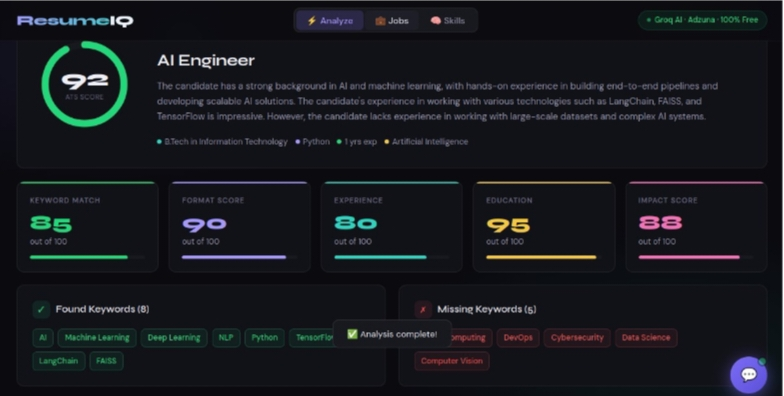 ResumeIQ
⚡ Analyze
Jobs
Skills
Groq AI · Adzuna · 100% Free
92
ATS SCORE
AI Engineer
The candidate has a strong background in AI and machine learning, with hands-on experience in building end-to-end pipelines and
developing scalable AI solutions. The candidate's experience in working with various technologies such as LangChain, FAISS, and
TensorFlow is impressive. However, the candidate lacks experience in working with large-scale datasets and complex AI systems.
B.Tech in Information Technology
Python
1 yrs exp
Artificial Intelligence
KEYWORD MATCH
85
out of 100
FORMAT SCORE
90
out of 100
EXPERIENCE
80
out of 100
EDUCATION
95
out of 100
IMPACT SCORE
88
out of 100
✓ Found Keywords (8)
AI
Machine Learning
Deep Learning
NLP
Python
LangChain
FAISS
✗ Missing Keywords (5)
DevOps
Cybersecurity
Data Science
Computer Vision
✅ Analysis complete!